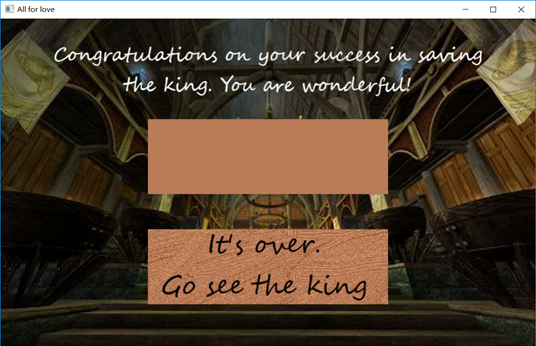 All for love
Congratulations on your success in saving
the king. You are wonderful!
It's over.
Go see the king